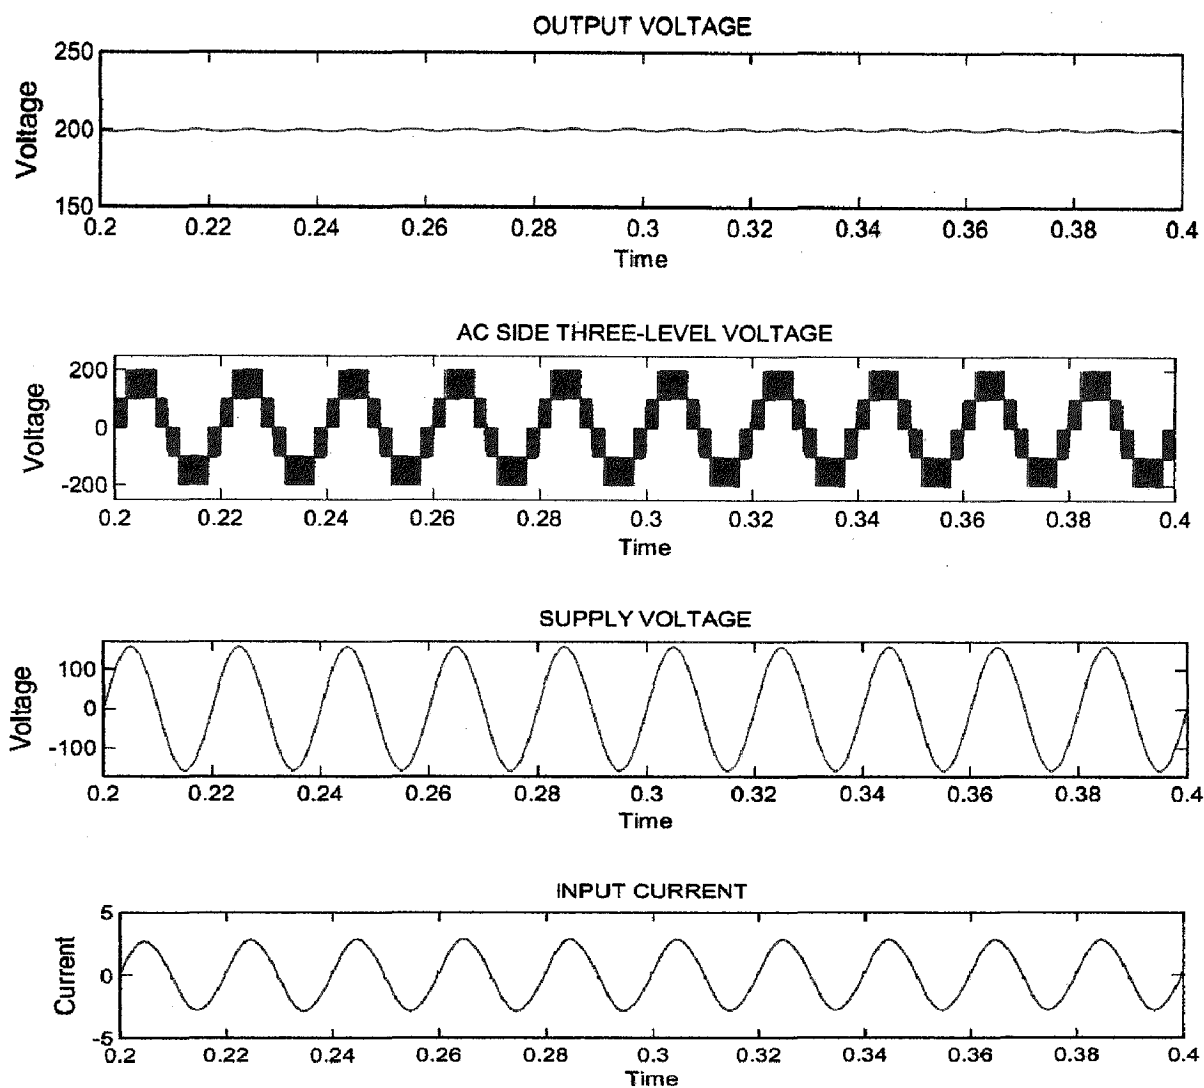 OUTPUT VOLTAGE
250
200
150
Voltage
0.2 0.22 0.24 0.26 0.28 0.3 0.32 0.34 0.36 0.38 0.4
Time
AC SIDE THREE-LEVEL VOLTAGE
200
0
-200
Voltage
0.2 0.22 0.24 0.26 0.28 0.3 0.32 0.34 0.36 0.38 0.4
Time
SUPPLY VOLTAGE
100
0
-100
Voltage
0.2 0.22 0.24 0.26 0.28 0.3 0.32 0.34 0.36 0.38 0.4
Time
INPUT CURRENT
5
0
-5
Current
0.2 0.22 0.24 0.26 0.28 0.3 0.32 0.34 0.36 0.38 0.4
Time